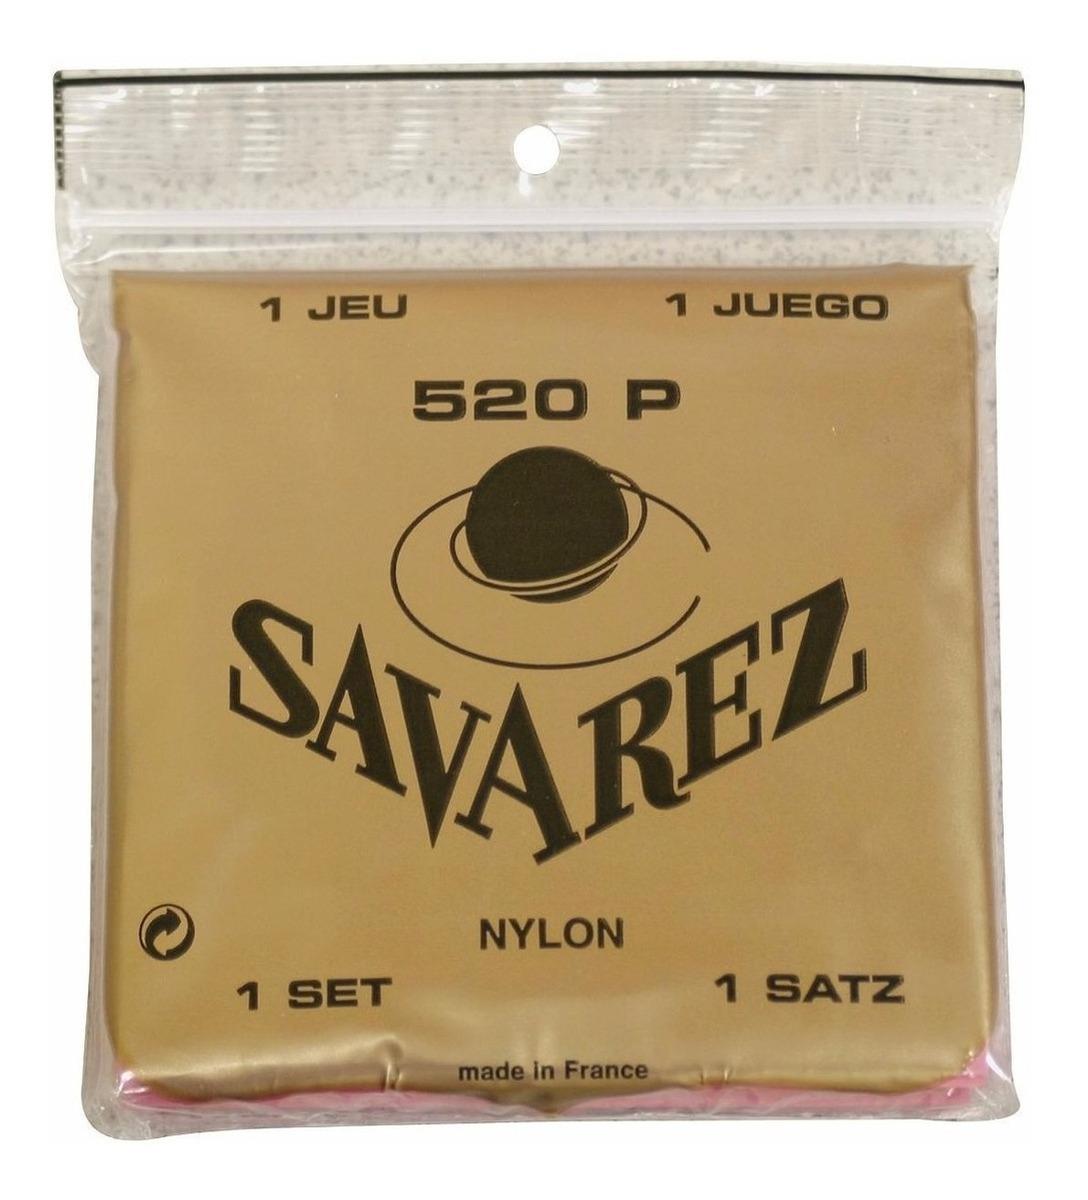 1 JEU 1 JUEGO
520 P
SAVAREZ
NYLON
1 SET 1 SATZ
made in France